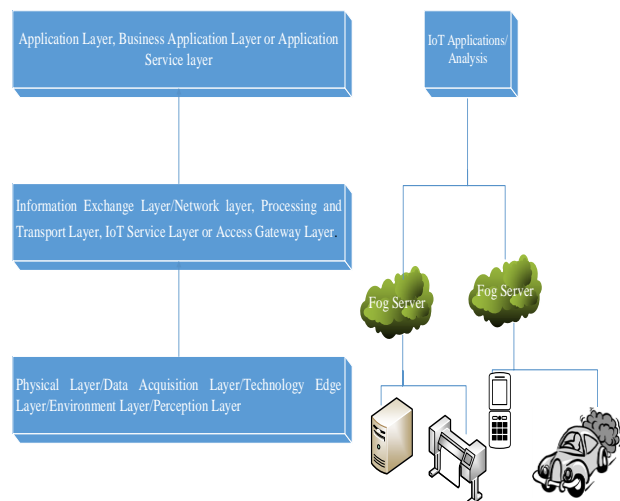 Application Layer, Business Application Layer or Application
Service layer
IoT Applications/
Analysis
Information Exchange Layer/Network layer, Processing and
Transport Layer, IoT Service Layer or Access Gateway Layer.
Fog Server
Fog Server
Physical Layer/Data Acquisition Layer/Technology Edge
Layer/Environment Layer/Perception Layer